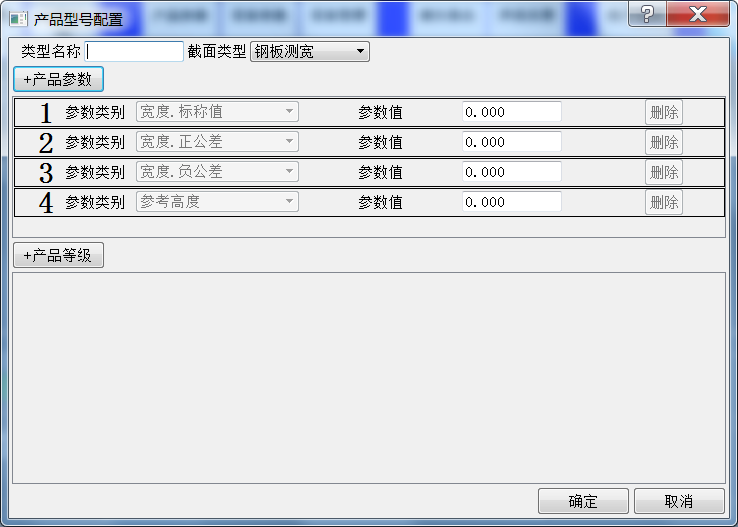 产品型号配置
类型名称 截面类型 钢板测宽
+产品参数
1 参数类别 宽度.标称值 参数值 0.000 删除
2 参数类别 宽度.正公差 参数值 0.000 删除
3 参数类别 宽度.负公差 参数值 0.000 删除
4 参数类别 参考高度 参数值 0.000 删除
+产品等级
确定 取消